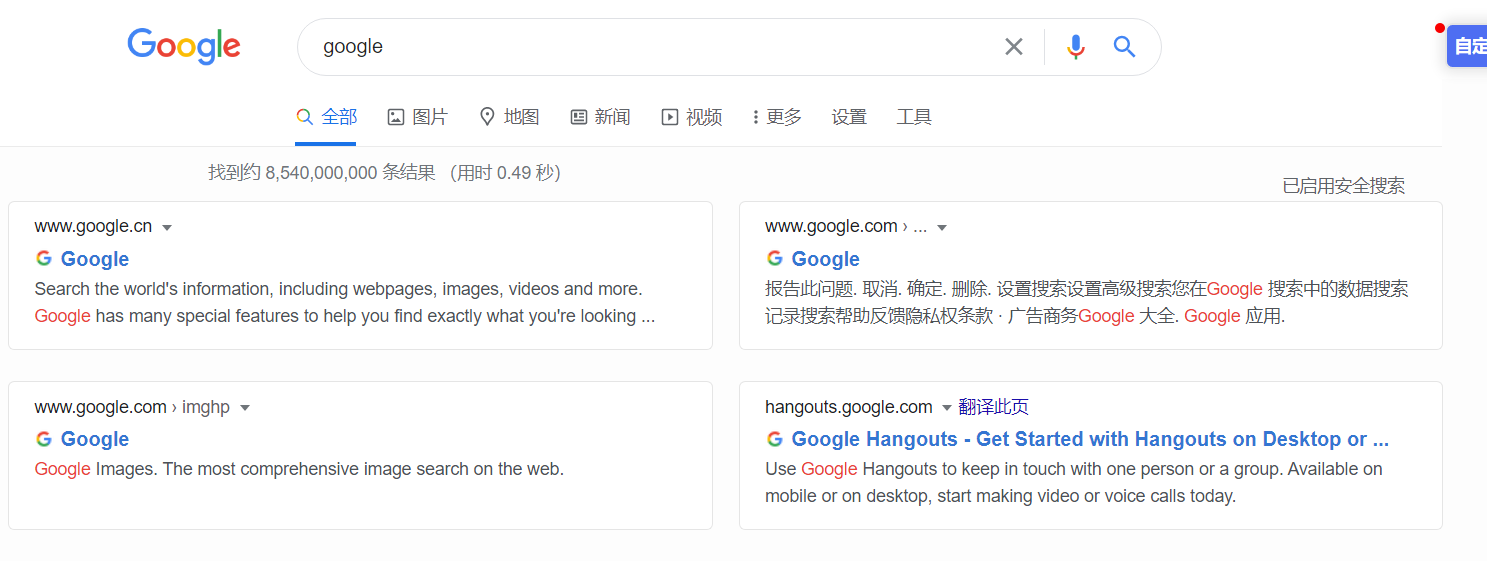 Google
google
自定
全部 图片 地图 新闻 视频 更多 设置 工具
找到约 8,540,000,000 条结果 （用时 0.49 秒）
已启用安全搜索
www.google.cn
Google
Search the world's information, including webpages, images, videos and more.
Google has many special features to help you find exactly what you're looking ...
www.google.com › ...
Google
报告此问题. 取消. 确定. 删除. 设置搜索设置高级搜索您在Google 搜索中的数据搜索
记录搜索帮助反馈隐私权条款 · 广告商务Google 大全. Google 应用.
www.google.com › imghp
Google
Google Images. The most comprehensive image search on the web.
hangouts.google.com 翻译此页
Google Hangouts - Get Started with Hangouts on Desktop or ...
Use Google Hangouts to keep in touch with one person or a group. Available on
mobile or on desktop, start making video or voice calls today.